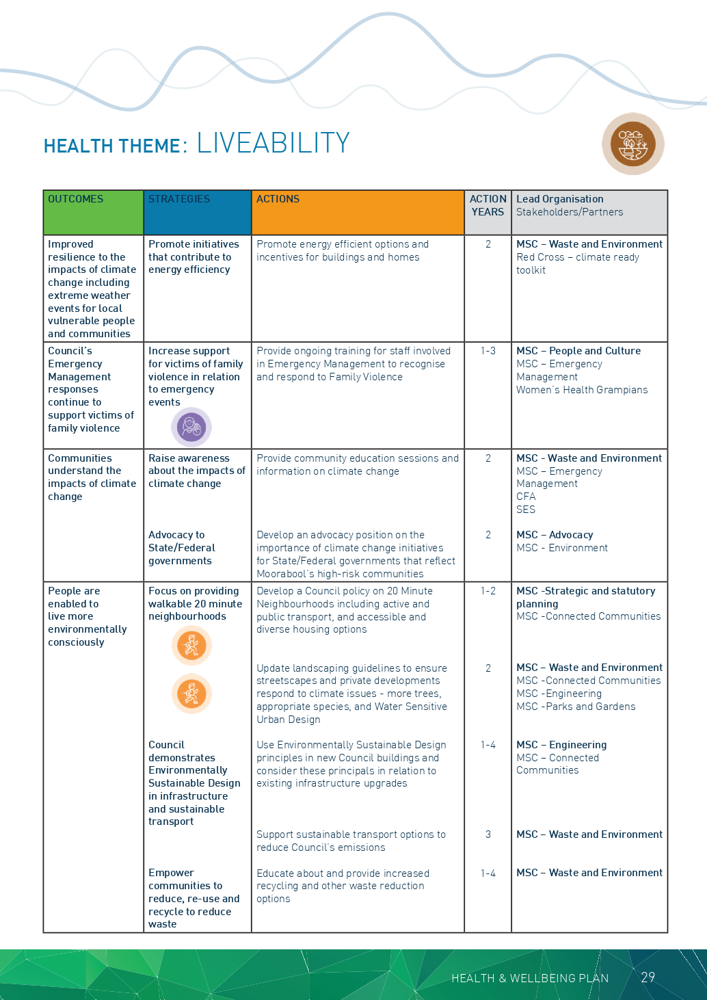 HEALTH THEME: LIVEABILITY
OUTCOMES
STRATEGIES
ACTIONS
ACTION
YEARS
Lead Organisation
Stakeholders/Partners
Improved
resilience to the
impacts of climate
change including
extreme weather
events for local
vulnerable people
and communities
Promote initiatives
that contribute to
energy efficiency
Promote energy efficient options and
incentives for buildings and homes
2
MSC – Waste and Environment
Red Cross – climate ready
toolkit
Council's
Emergency
Management
responses
continue to
support victims of
family violence
Increase support
for victims of family
violence in relation
to emergency
events
Provide ongoing training for staff involved
in Emergency Management to recognise
and respond to Family Violence
1-3
MSC – People and Culture
MSC – Emergency
Management
Women's Health Grampians
Communities
understand the
impacts of climate
change
Raise awareness
about the impacts of
climate change
Provide community education sessions and
information on climate change
2
MSC - Waste and Environment
MSC – Emergency
Management
CFA
SES
Advocacy to
State/Federal
governments
Develop an advocacy position on the
importance of climate change initiatives
for State/Federal governments that reflect
Moorabool's high-risk communities
2
MSC – Advocacy
MSC - Environment
People are
enabled to
live more
environmentally
consciously
Focus on providing
walkable 20 minute
neighbourhoods
Develop a Council policy on 20 Minute
Neighbourhoods including active and
public transport, and accessible and
diverse housing options
1-2
MSC -Strategic and statutory
planning
MSC -Connected Communities
Update landscaping guidelines to ensure
streetscapes and private developments
respond to climate issues - more trees,
appropriate species, and Water Sensitive
Urban Design
2
MSC – Waste and Environment
MSC -Connected Communities
MSC -Engineering
MSC -Parks and Gardens
Council
demonstrates
Environmentally
Sustainable Design
in infrastructure
and sustainable
transport
Use Environmentally Sustainable Design
principles in new Council buildings and
consider these principals in relation to
existing infrastructure upgrades
1-4
MSC – Engineering
MSC – Connected
Communities
Support sustainable transport options to
reduce Council's emissions
3
MSC – Waste and Environment
Empower
communities to
reduce, re-use and
recycle to reduce
waste
Educate about and provide increased
recycling and other waste reduction
options
1-4
MSC – Waste and Environment
HEALTH & WELLBEING PLAN 29